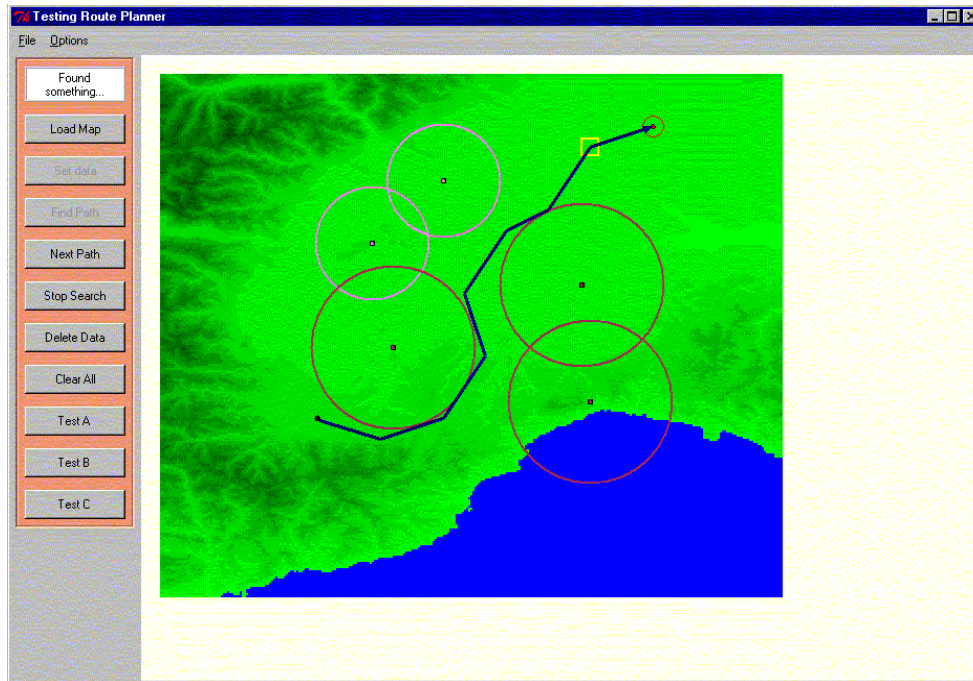 Testing Route Planner
File Options
Found
something...
Load Map
Set data
Find Path
Next Path
Stop Search
Delete Data
Clear All
Test A
Test B
Test C